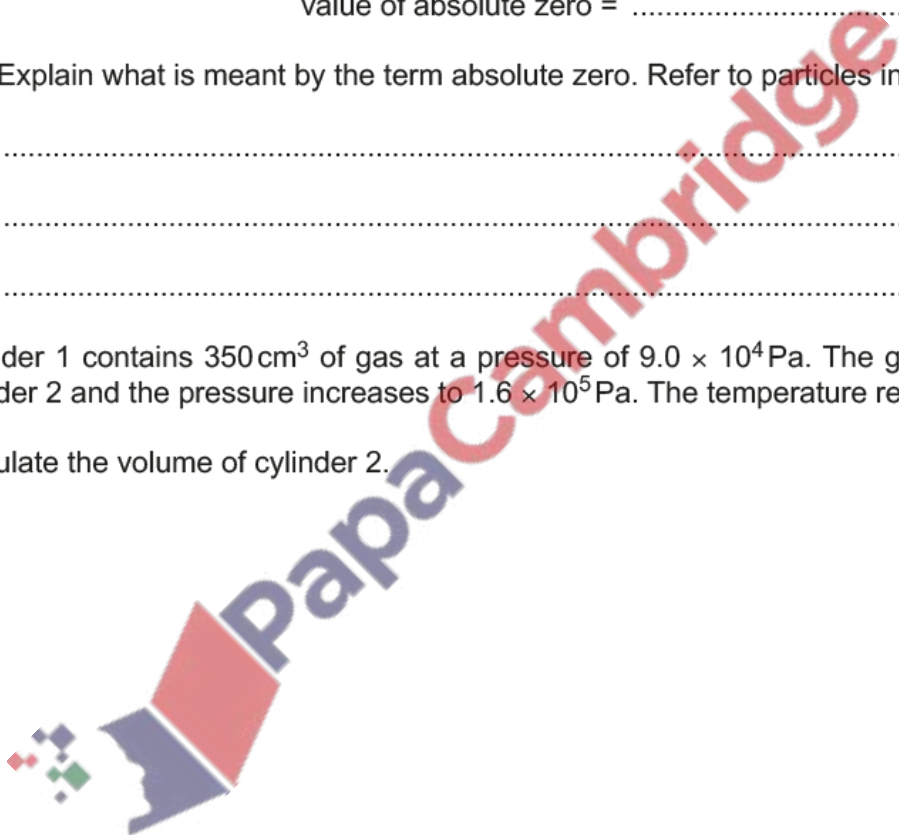 value of absolute zero = ........................................
Explain what is meant by the term absolute zero. Refer to particles in
................................................................................
................................................................................
................................................................................
der 1 contains 350 cm³ of gas at a pressure of 9.0 × 10⁴ Pa. The g
der 2 and the pressure increases to 1.6 × 10⁵ Pa. The temperature re
ulate the volume of cylinder 2.
PapaCambridge